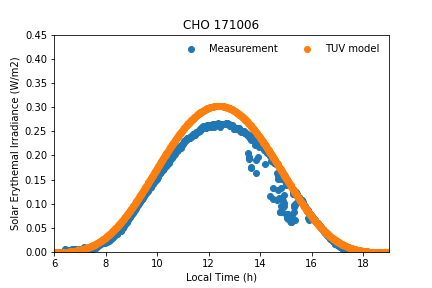 CHO 171006
Solar Erythemal Irradiance (W/m2)
0.45
0.40
0.35
0.30
0.25
0.20
0.15
0.10
0.05
0.00
Measurement TUV model
6 8 10 12 14 16 18
Local Time (h)